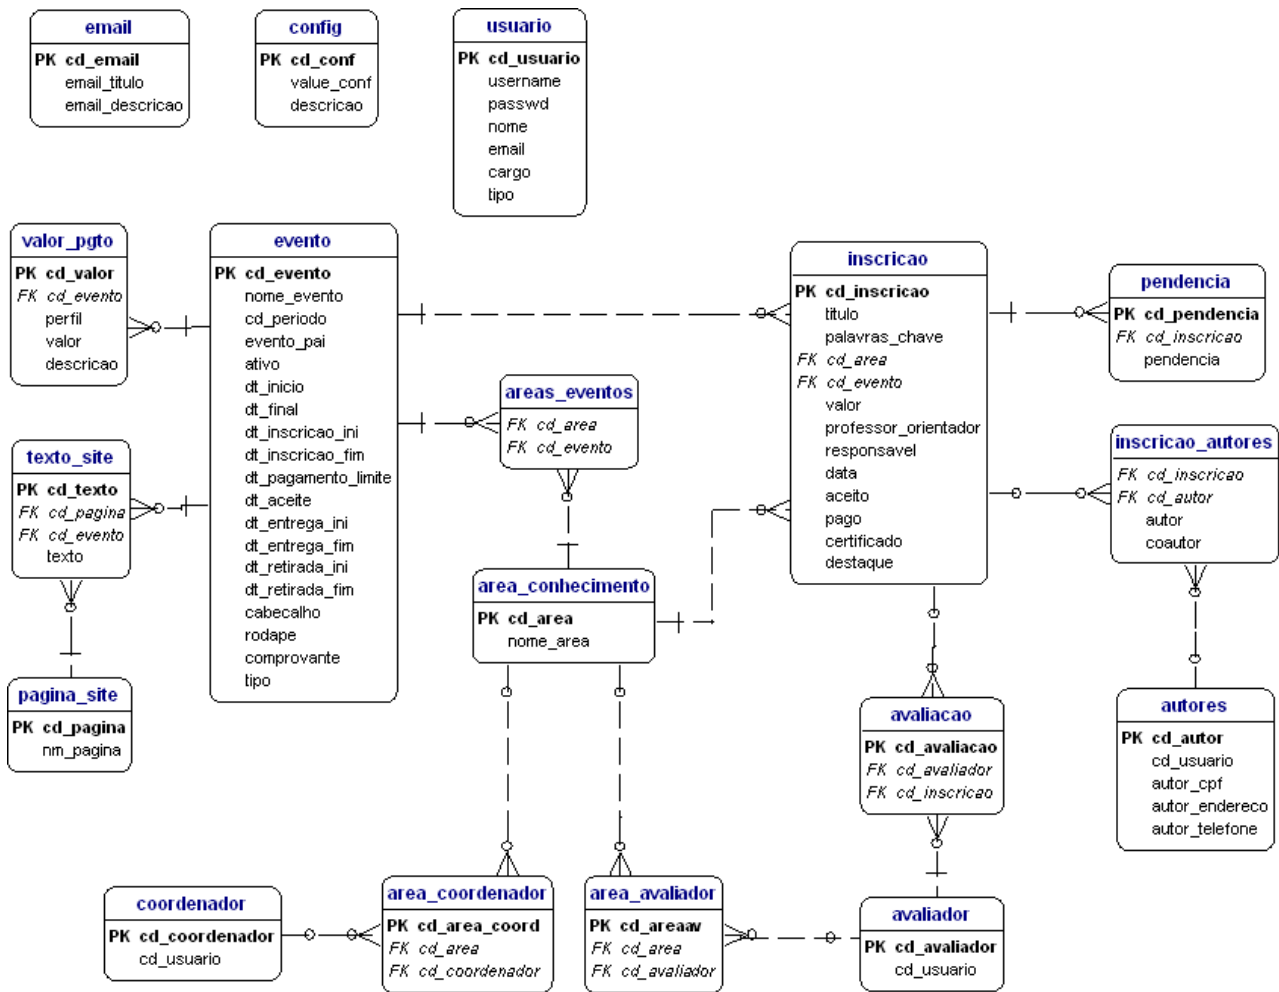 email
PK cd_email
email_titulo
email_descricao
config
PK cd_conf
value_conf
descricao
usuario
PK cd_usuario
username
passwd
nome
email
cargo
tipo
valor_pgto
PK cd_valor
FK cd_evento
perfil
valor
descricao
evento
PK cd_evento
nome_evento
cd_periodo
evento_pai
ativo
dt_inicio
dt_final
dt_inscricao_ini
dt_inscricao_fim
dt_pagamento_limite
dt_aceite
dt_entrega_ini
dt_entrega_fim
dt_retirada_ini
dt_retirada_fim
cabecalho
rodape
comprovante
tipo
inscricao
PK cd_inscricao
titulo
palavras_chave
FK cd_area
FK cd_evento
valor
professor_orientador
responsavel
data
aceito
pago
certificado
destaque
pendencia
PK cd_pendencia
FK cd_inscricao
pendencia
areas_eventos
FK cd_area
FK cd_evento
texto_site
PK cd_texto
FK cd_pagina
FK cd_evento
texto
inscricao_autores
FK cd_inscricao
FK cd_autor
autor
coautor
area_conhecimento
PK cd_area
nome_area
pagina_site
PK cd_pagina
nm_pagina
avaliacao
PK cd_avaliacao
FK cd_avaliador
FK cd_inscricao
autores
PK cd_autor
cd_usuario
autor_cpf
autor_endereco
autor_telefone
coordenador
PK cd_coordenador
cd_usuario
area_coordenador
PK cd_area_coord
FK cd_area
FK cd_coordenador
area_avaliador
PK cd_areaav
FK cd_area
FK cd_avaliador
avaliador
PK cd_avaliador
cd_usuario